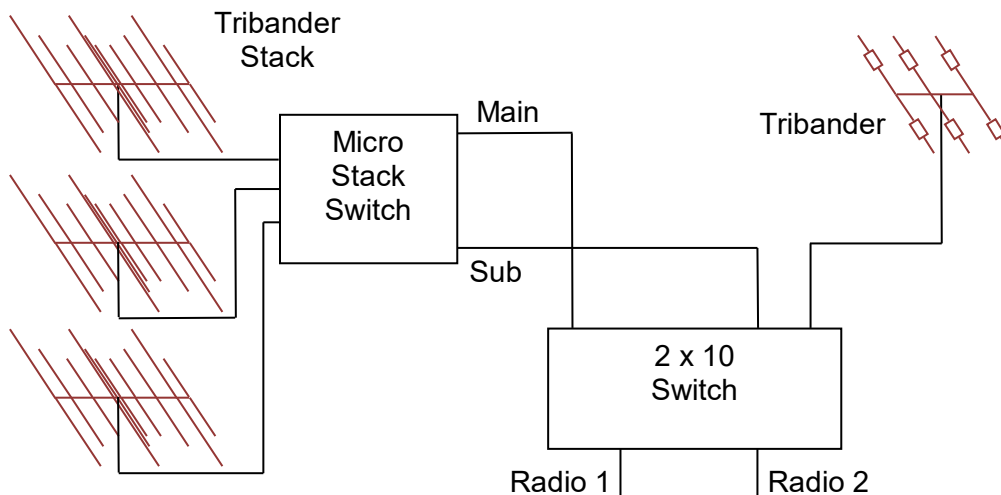 Tribander
Stack
Main
Micro
Stack
Switch
Tribander
Sub
2 x 10
Switch
Radio 1
Radio 2